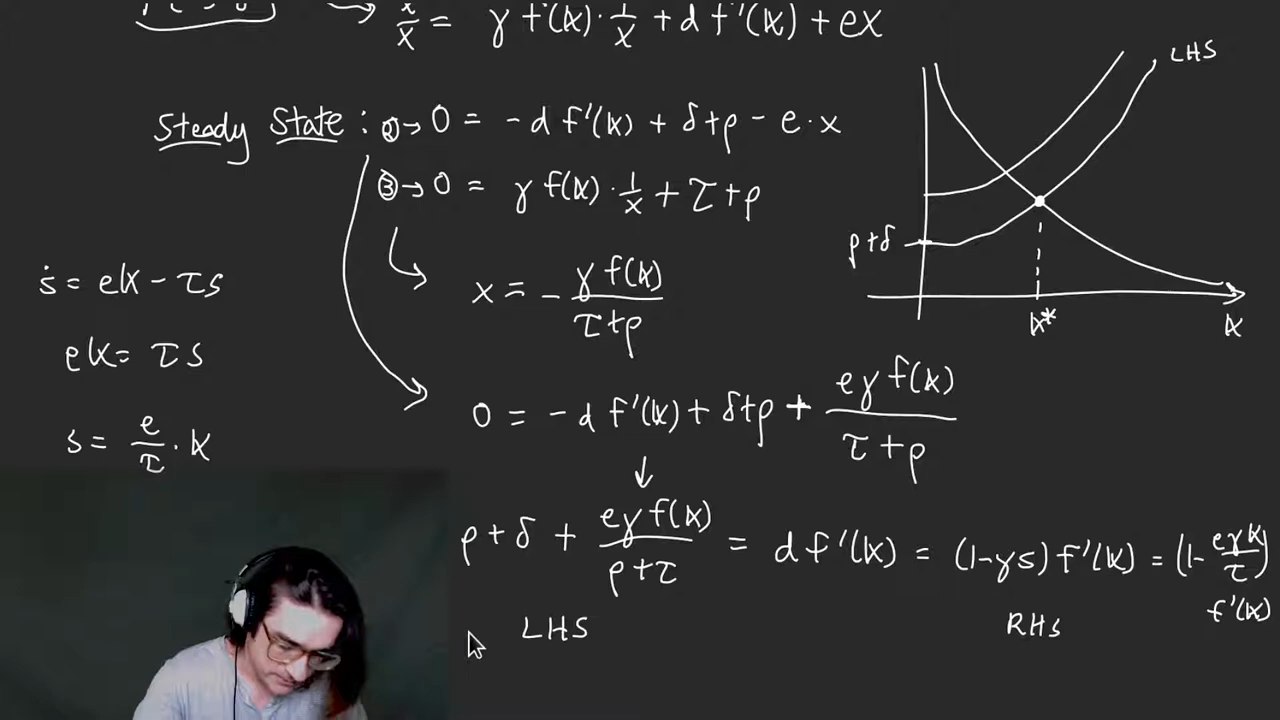 ẋ/x = γ f(k) · 1/x + d f'(k) + ex
Steady State : ② → 0 = - d f'(k) + δ + ρ - e · x
③ → 0 = γ f(k) · 1/x + τ + ρ
x = - γ f(k) / (τ + ρ)
0 = - d f'(k) + δ + ρ + eγ f(k) / (τ + ρ)
ρ + δ + eγ f(k) / (ρ + τ) = d f'(k) = (1 - γs) f'(k) = (1 - eγk/τ) f'(k)
LHS
RHS
ṡ = ek - τs
ek = τs
s = e/τ · k
LHS
ρ + δ
k*
k